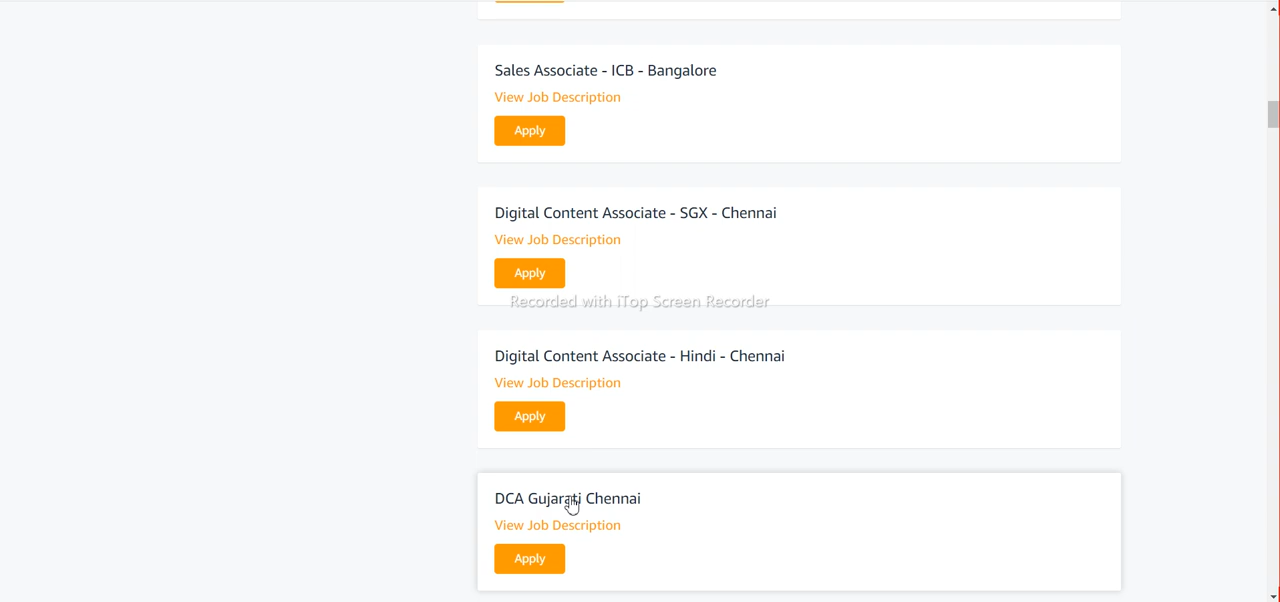 Sales Associate - ICB - Bangalore
View Job Description
Apply
Digital Content Associate - SGX - Chennai
View Job Description
Apply
Recorded with iTop Screen Recorder
Digital Content Associate - Hindi - Chennai
View Job Description
Apply
DCA Gujarati Chennai
View Job Description
Apply